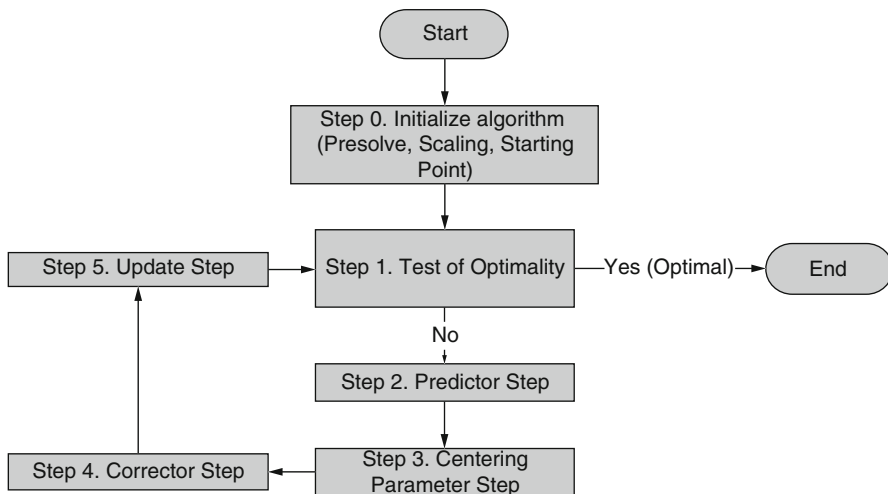 Start
Step 0. Initialize algorithm
(Presolve, Scaling, Starting
Point)
Step 5. Update Step
Step 1. Test of Optimality
Yes (Optimal)
End
No
Step 2. Predictor Step
Step 3. Centering
Parameter Step
Step 4. Corrector Step